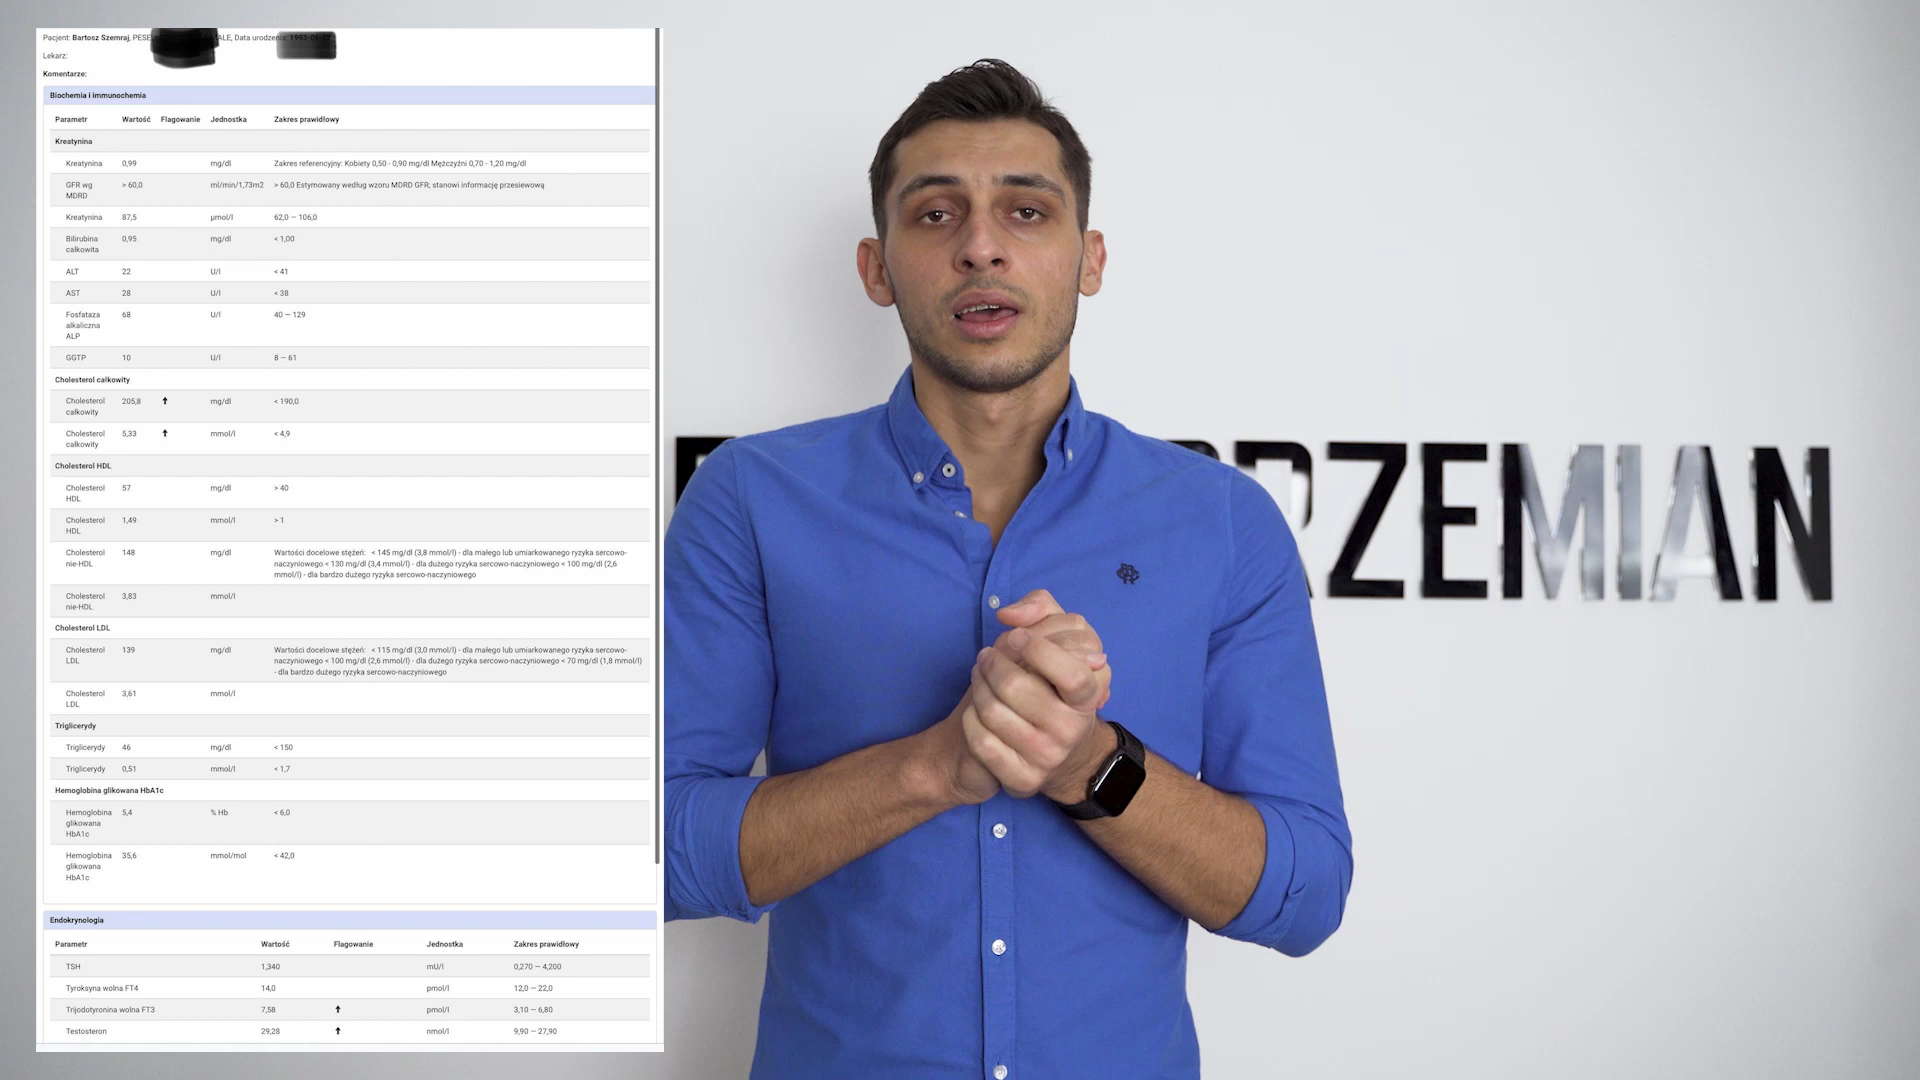 Pacjent: Bartosz Szemraj, PESE ALE, Data urodzenia:
Lekarz:
Komentarze:
Biochemia i immunochemia
Parametr Wartość Flagowanie Jednostka Zakres prawidłowy
Kreatynina
Kreatynina 0,99 mg/dl Zakres referencyjny: Kobiety 0,50 - 0,90 mg/dl Mężczyźni 0,70 - 1,20 mg/dl
GFR wg MDRD > 60,0 ml/min/1,73m2 > 60,0 Estymowany według wzoru MDRD GFR; stanowi informację przesiewową
Kreatynina 87,5 µmol/l 62,0 — 106,0
Bilirubina całkowita 0,95 mg/dl < 1,00
ALT 22 U/l < 41
AST 28 U/l < 38
Fosfataza alkaliczna ALP 68 U/l 40 — 129
GGTP 10 U/l 8 — 61
Cholesterol całkowity
Cholesterol całkowity 205,8 ↑ mg/dl < 190,0
Cholesterol całkowity 5,33 ↑ mmol/l < 4,9
Cholesterol HDL
Cholesterol HDL 57 mg/dl > 40
Cholesterol HDL 1,49 mmol/l > 1
Cholesterol nie-HDL 148 mg/dl Wartości docelowe stężeń: < 145 mg/dl (3,8 mmol/l) - dla małego lub umiarkowanego ryzyka sercowo-
naczyniowego < 130 mg/dl (3,4 mmol/l) - dla dużego ryzyka sercowo-naczyniowego < 100 mg/dl (2,6
mmol/l) - dla bardzo dużego ryzyka sercowo-naczyniowego
Cholesterol nie-HDL 3,83 mmol/l
Cholesterol LDL
Cholesterol LDL 139 mg/dl Wartości docelowe stężeń: < 115 mg/dl (3,0 mmol/l) - dla małego lub umiarkowanego ryzyka sercowo-
naczyniowego < 100 mg/dl (2,6 mmol/l) - dla dużego ryzyka sercowo-naczyniowego < 70 mg/dl (1,8 mmol/l)
- dla bardzo dużego ryzyka sercowo-naczyniowego
Cholesterol LDL 3,61 mmol/l
Triglicerydy
Triglicerydy 46 mg/dl < 150
Triglicerydy 0,51 mmol/l < 1,7
Hemoglobina glikowana HbA1c
Hemoglobina glikowana HbA1c 5,4 % Hb < 6,0
Hemoglobina glikowana HbA1c 35,6 mmol/mol < 42,0
Endokrynologia
Parametr Wartość Flagowanie Jednostka Zakres prawidłowy
TSH 1,340 mU/l 0,270 — 4,200
Tyroksyna wolna FT4 14,0 pmol/l 12,0 — 22,0
Trijodotyronina wolna FT3 7,58 ↑ pmol/l 3,10 — 6,80
Testosteron 29,28 ↑ nmol/l 9,90 — 27,90
RZEMIAN